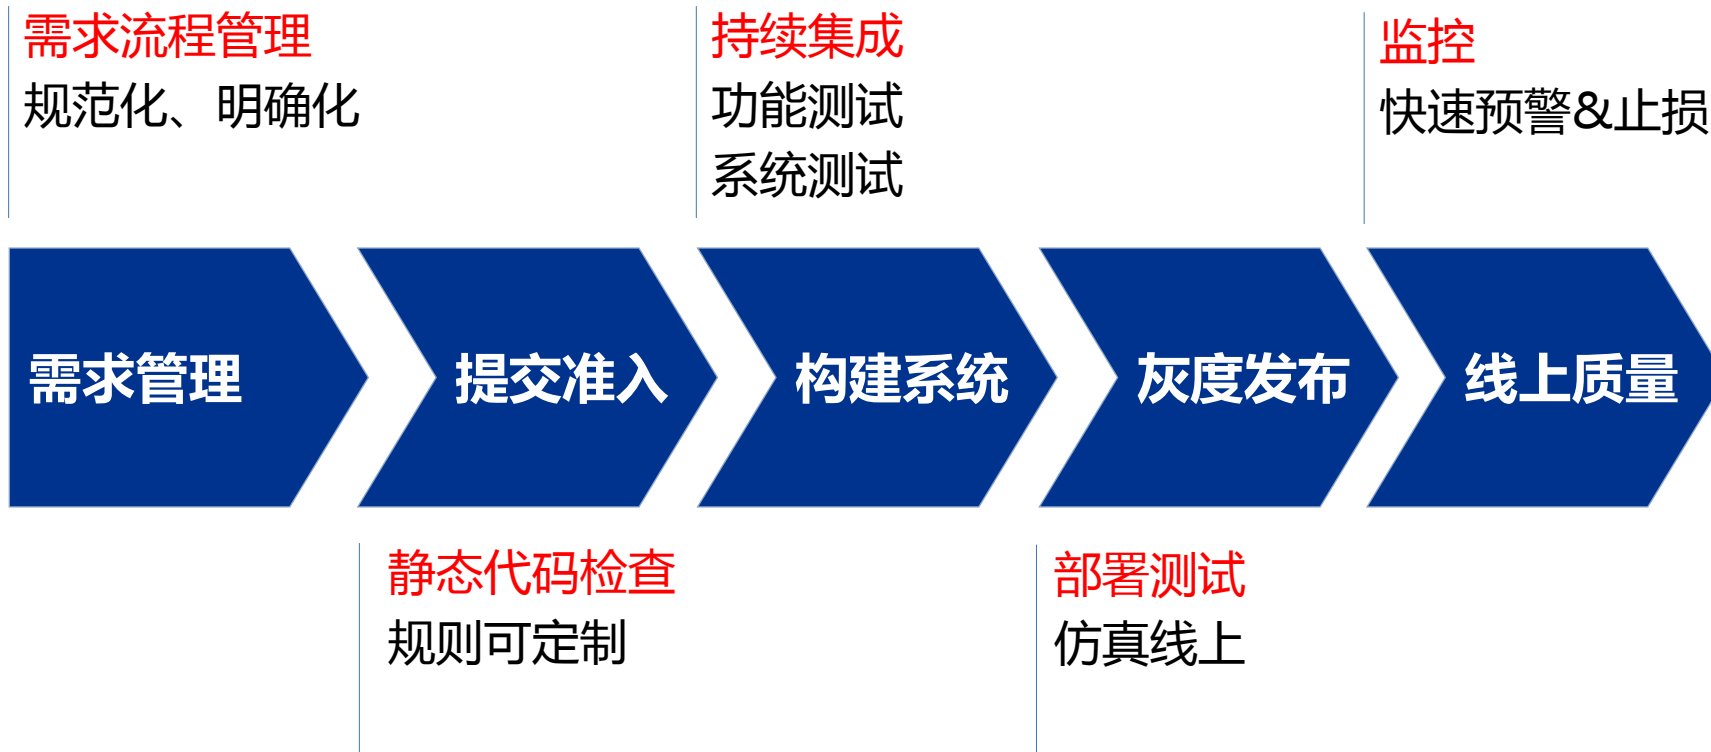 需求流程管理
规范化、明确化
持续集成
功能测试
系统测试
监控
快速预警&止损
需求管理
提交准入
构建系统
灰度发布
线上质量
静态代码检查
规则可定制
部署测试
仿真线上